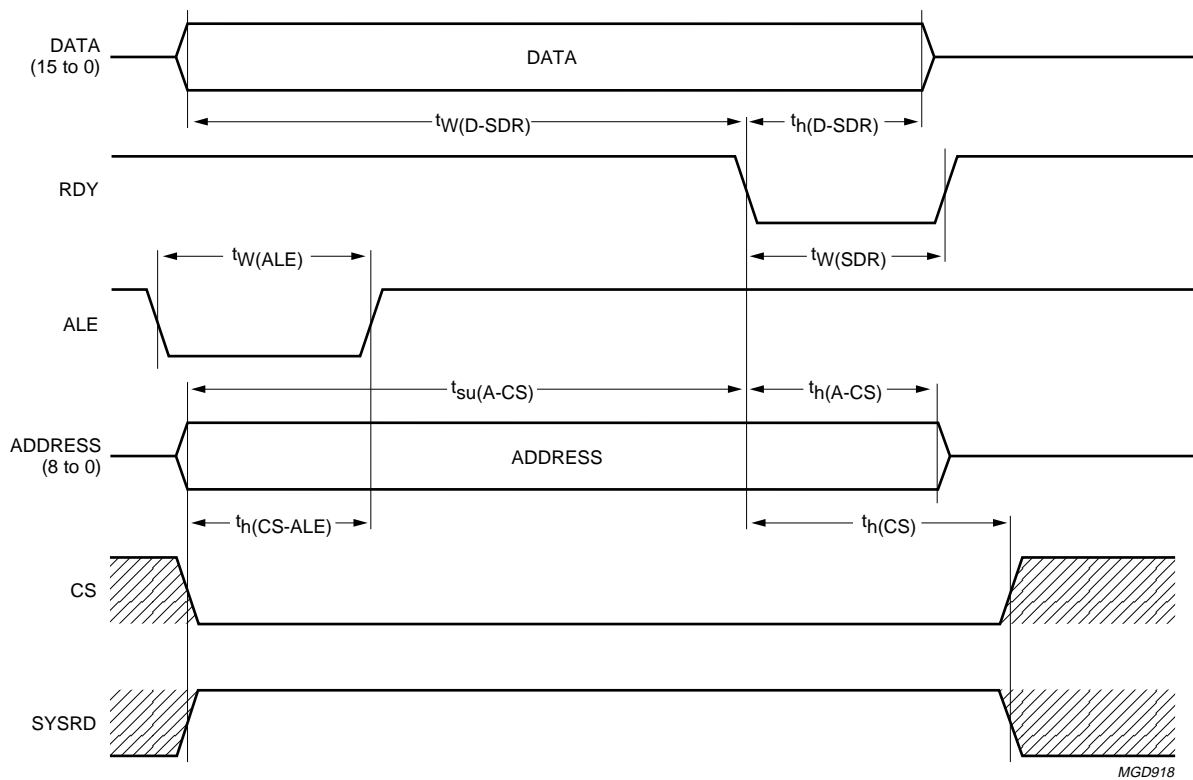 DATA
(15 to 0)
DATA
tW(D-SDR)
th(D-SDR)
RDY
tW(ALE)
tW(SDR)
ALE
tsu(A-CS)
th(A-CS)
ADDRESS
(8 to 0)
ADDRESS
th(CS-ALE)
th(CS)
CS
SYSRD
MGD918